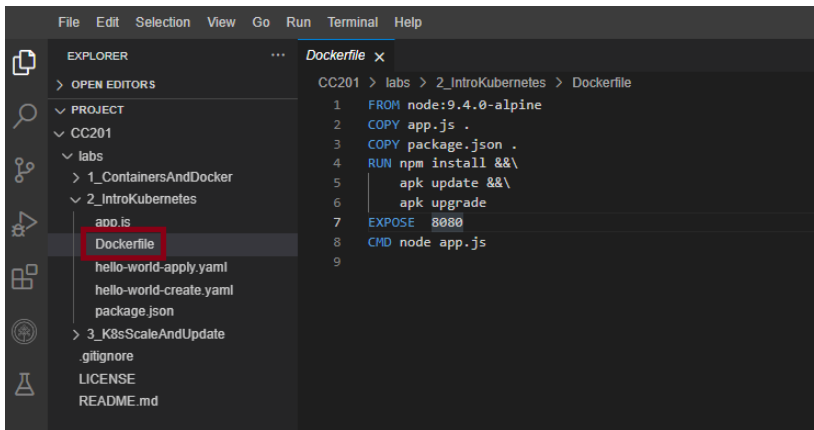 File Edit Selection View Go Run Terminal Help
EXPLORER ···
> OPEN EDITORS
PROJECT
CC201
labs
> 1_ContainersAndDocker
2_IntroKubernetes
app.js
Dockerfile
hello-world-apply.yaml
hello-world-create.yaml
package.json
> 3_K8sScaleAndUpdate
.gitignore
LICENSE
README.md
Dockerfile ×
CC201 > labs > 2_IntroKubernetes > Dockerfile
1 FROM node:9.4.0-alpine
2 COPY app.js .
3 COPY package.json .
4 RUN npm install &&\
5 apk update &&\
6 apk upgrade
7 EXPOSE 8080
8 CMD node app.js
9